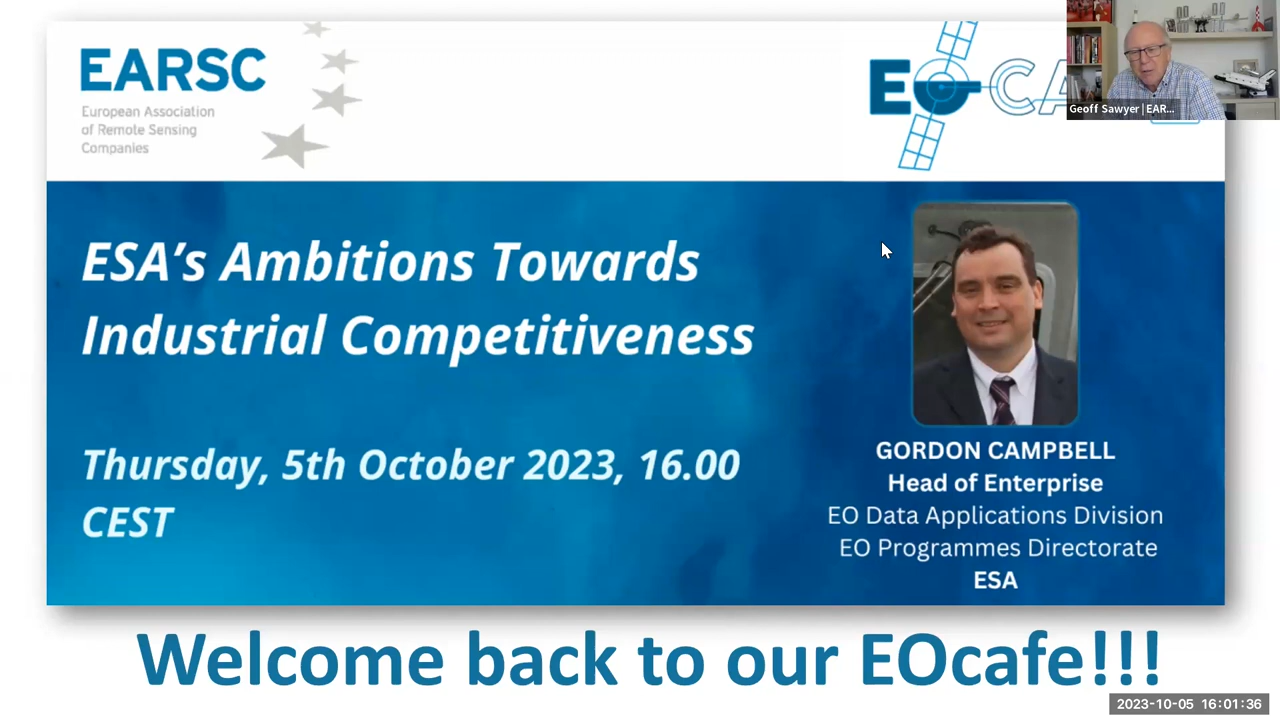 EARSC
European Association
of Remote Sensing
Companies
EOCA
Geoff Sawyer | EAR...
ESA's Ambitions Towards
Industrial Competitiveness
Thursday, 5th October 2023, 16.00
CEST
GORDON CAMPBELL
Head of Enterprise
EO Data Applications Division
EO Programmes Directorate
ESA
Welcome back to our EOcafe!!!
2023-10-05 16:01:36